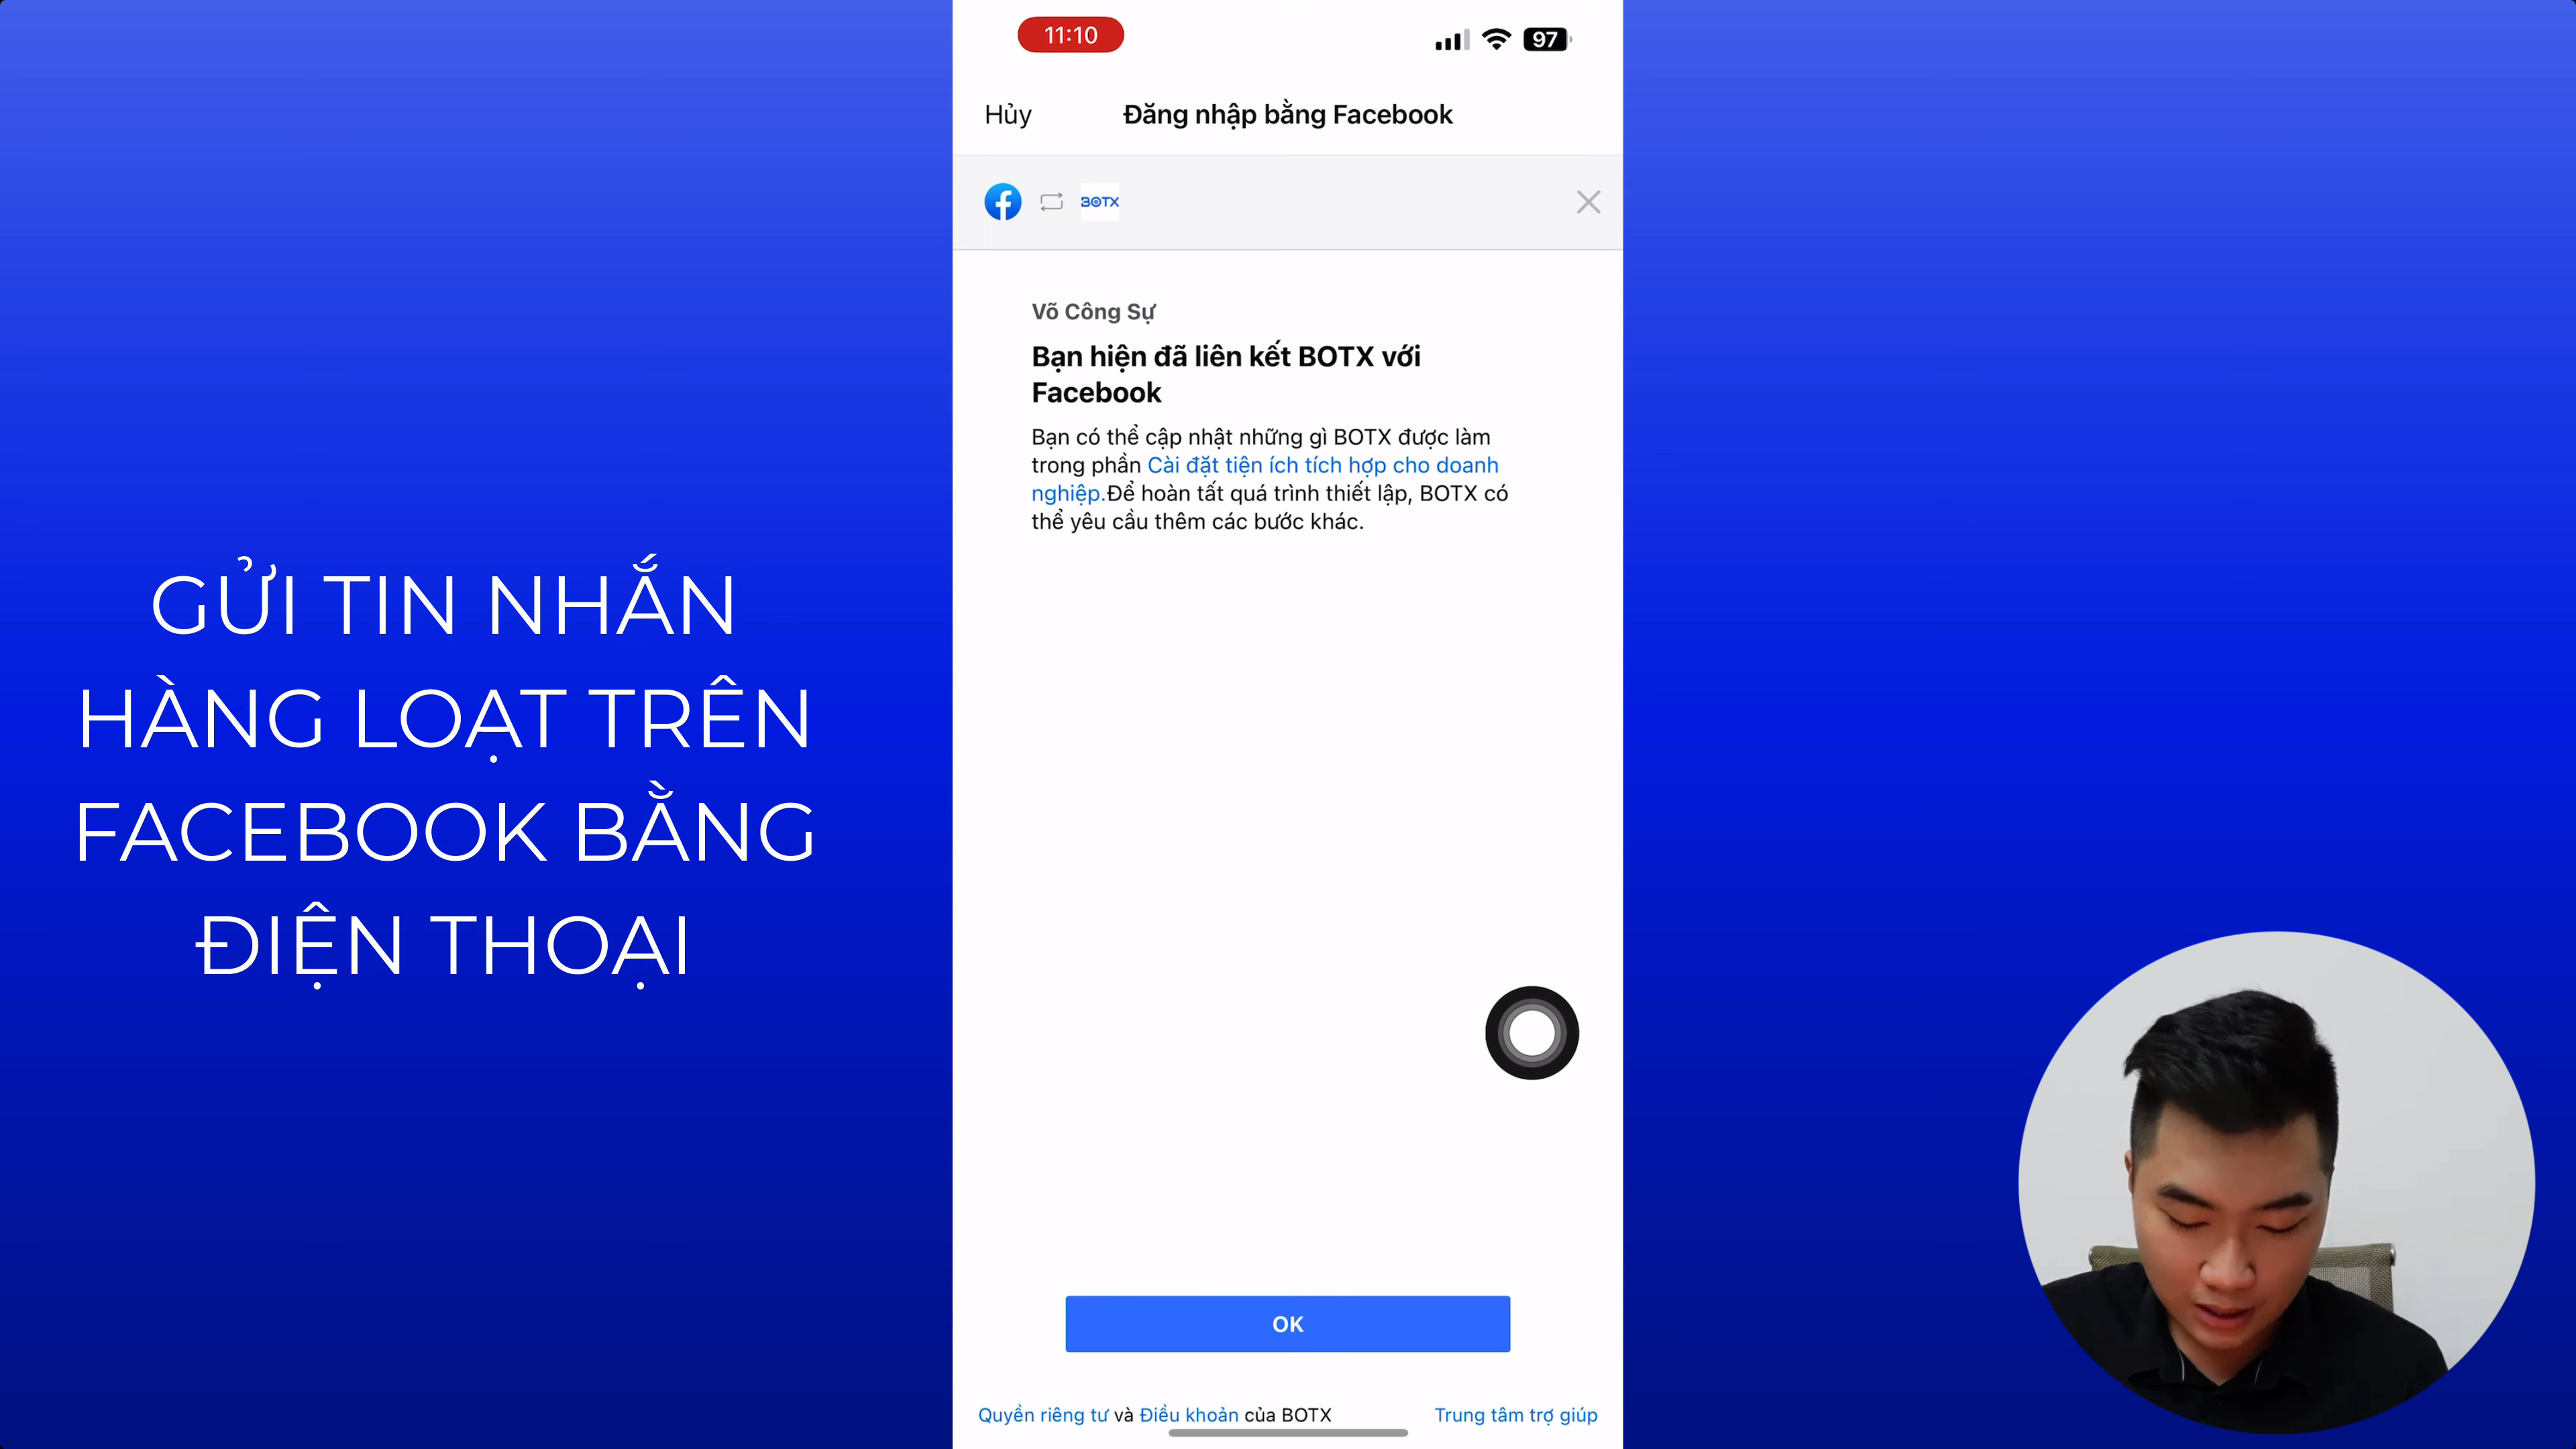 11:10
97
Hủy
Đăng nhập bằng Facebook
BOTX
Võ Công Sự
Bạn hiện đã liên kết BOTX với
Facebook
Bạn có thể cập nhật những gì BOTX được làm
trong phần Cài đặt tiện ích tích hợp cho doanh
nghiệp.Để hoàn tất quá trình thiết lập, BOTX có
thể yêu cầu thêm các bước khác.
GỬI TIN NHẮN
HÀNG LOẠT TRÊN
FACEBOOK BẰNG
ĐIỆN THOẠI
OK
Quyền riêng tư và Điều khoản của BOTX
Trung tâm trợ giúp